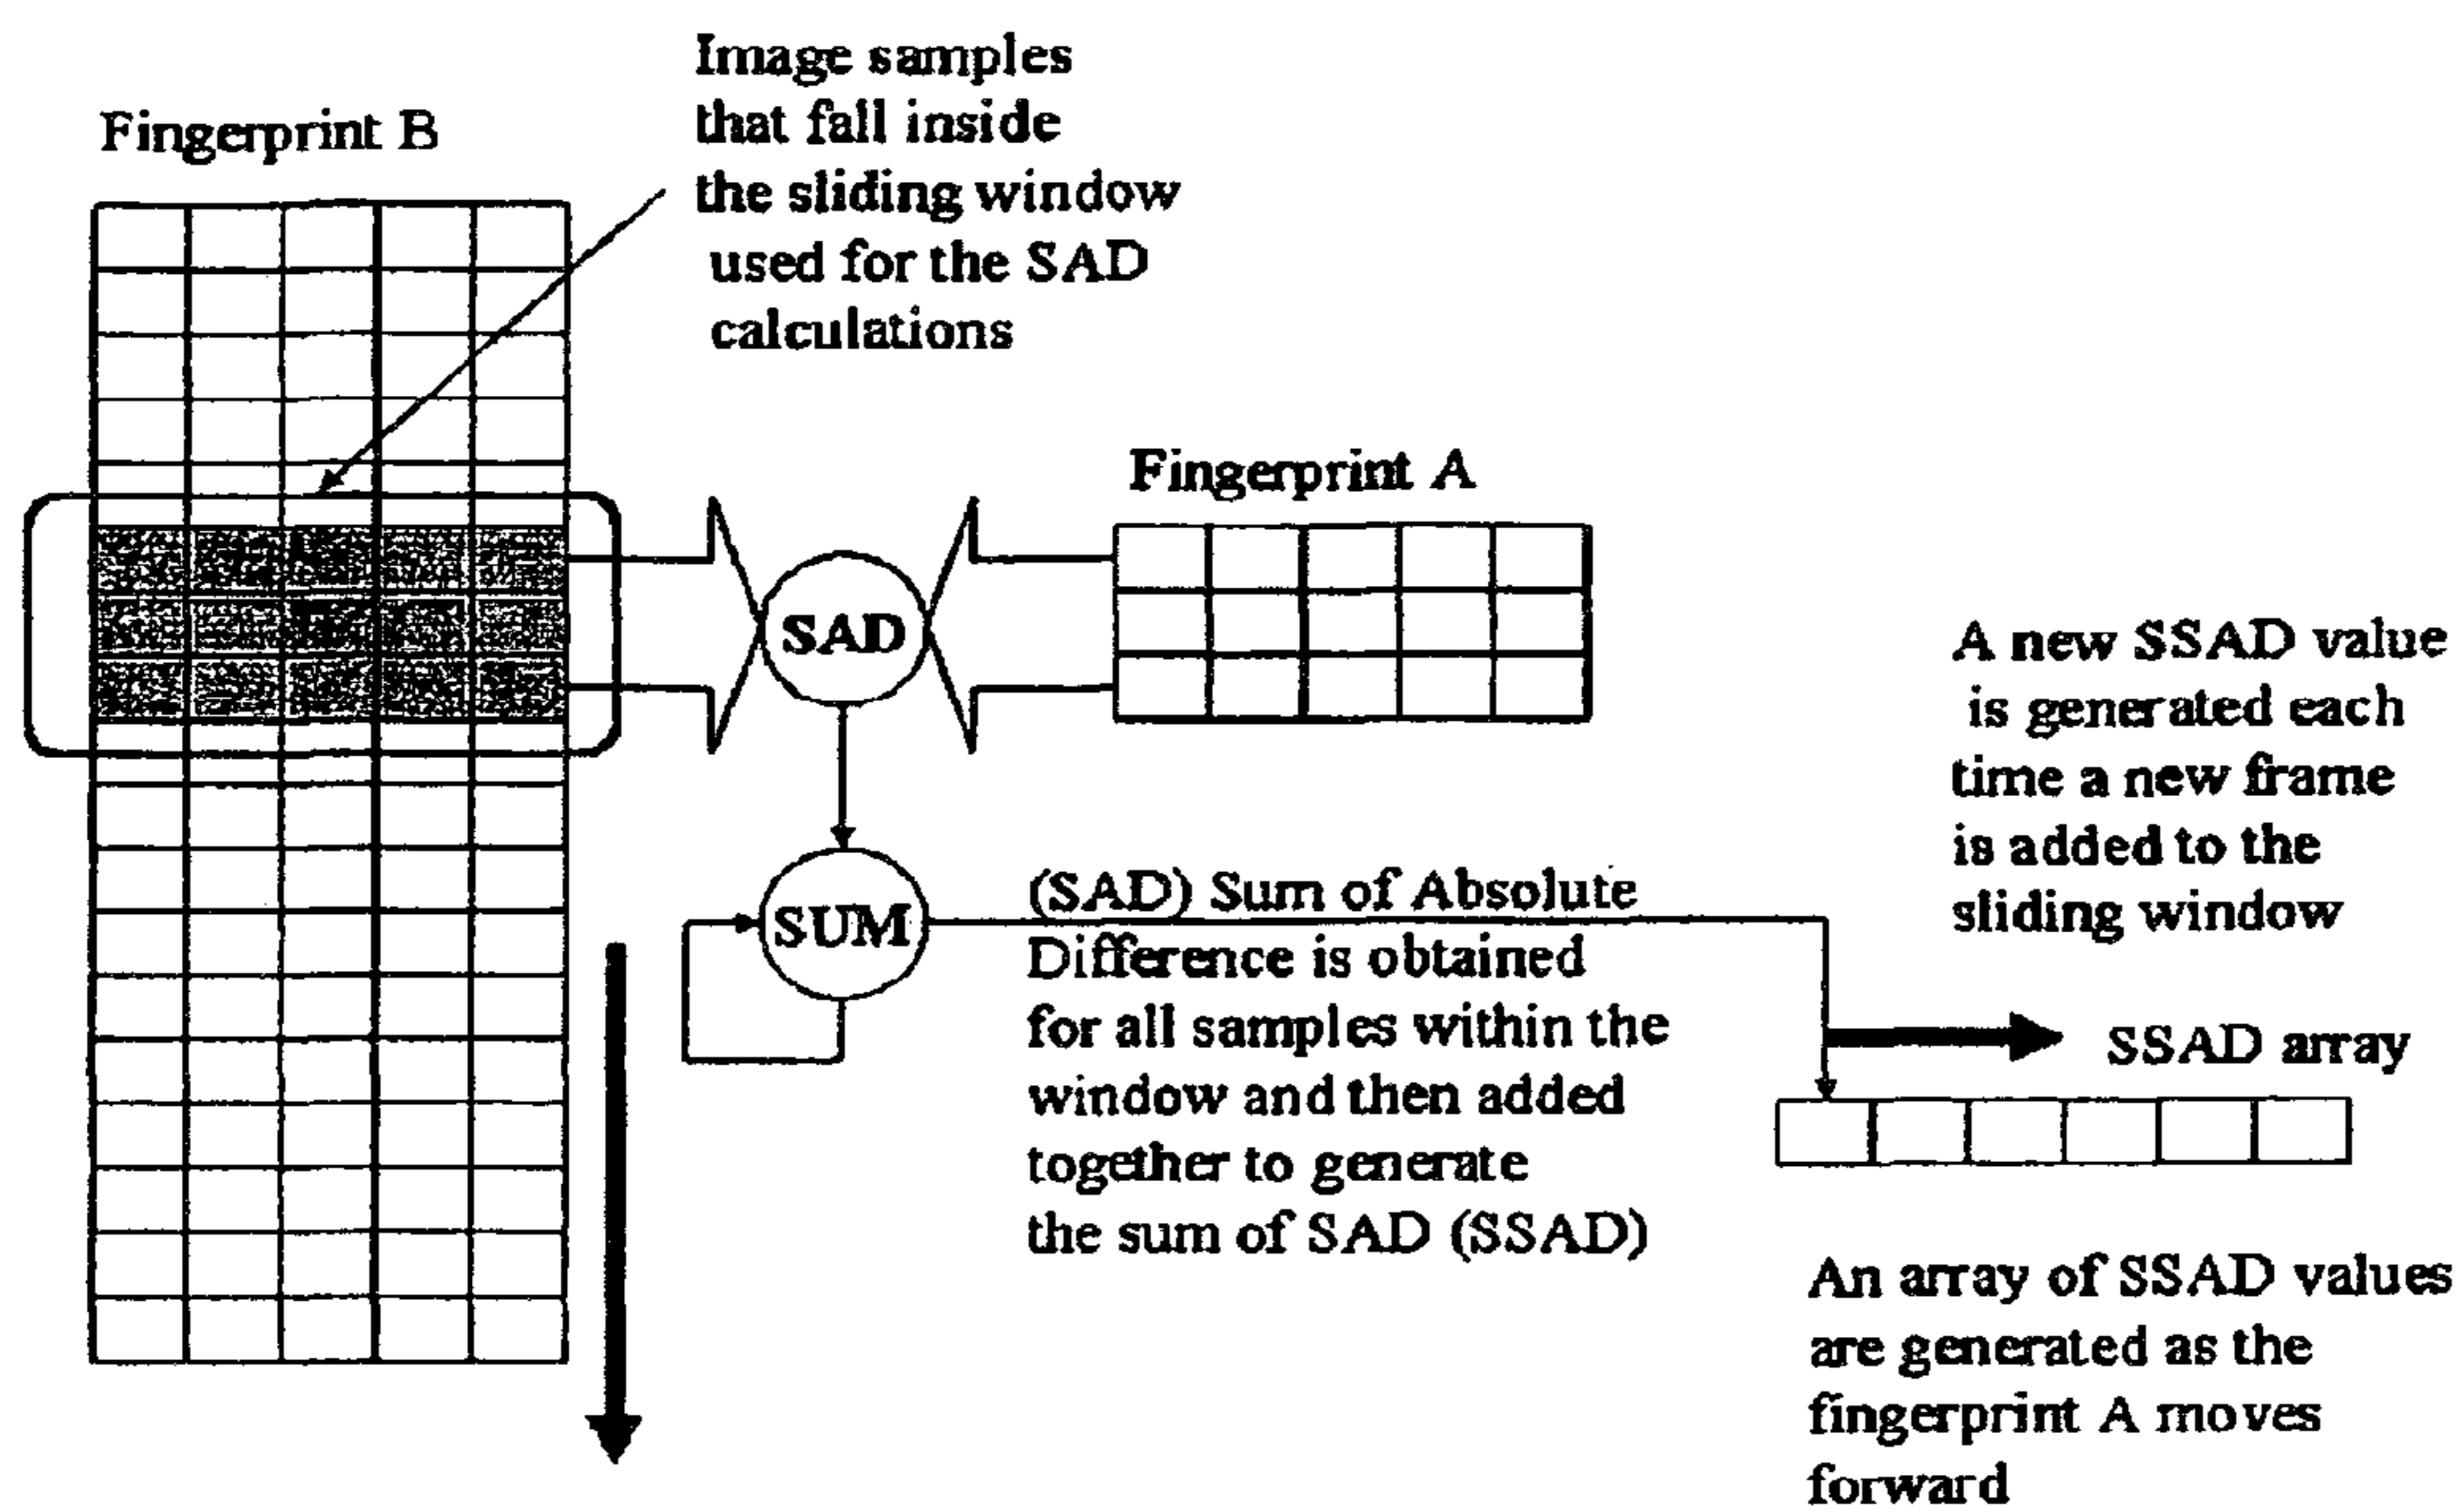 Image samples
that fall inside
the sliding window
used for the SAD
calculations
Fingerprint B
Fingerprint A
SAD
SUM
(SAD) Sum of Absolute
Difference is obtained
for all samples within the
window and then added
together to generate
the sum of SAD (SSAD)
A new SSAD value
is generated each
time a new frame
is added to the
sliding window
SSAD array
An array of SSAD values
are generated as the
fingerprint A moves
forward